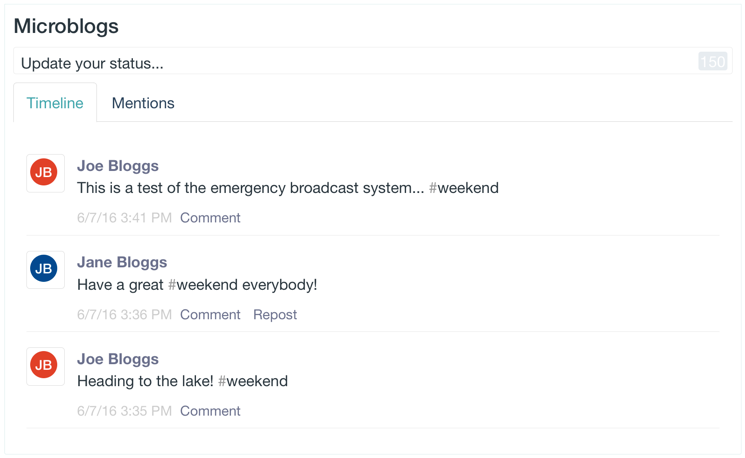 Microblogs
Update your status... 150
Timeline Mentions
JB Joe Bloggs
This is a test of the emergency broadcast system... #weekend
6/7/16 3:41 PM Comment
JB Jane Bloggs
Have a great #weekend everybody!
6/7/16 3:36 PM Comment Repost
JB Joe Bloggs
Heading to the lake! #weekend
6/7/16 3:35 PM Comment